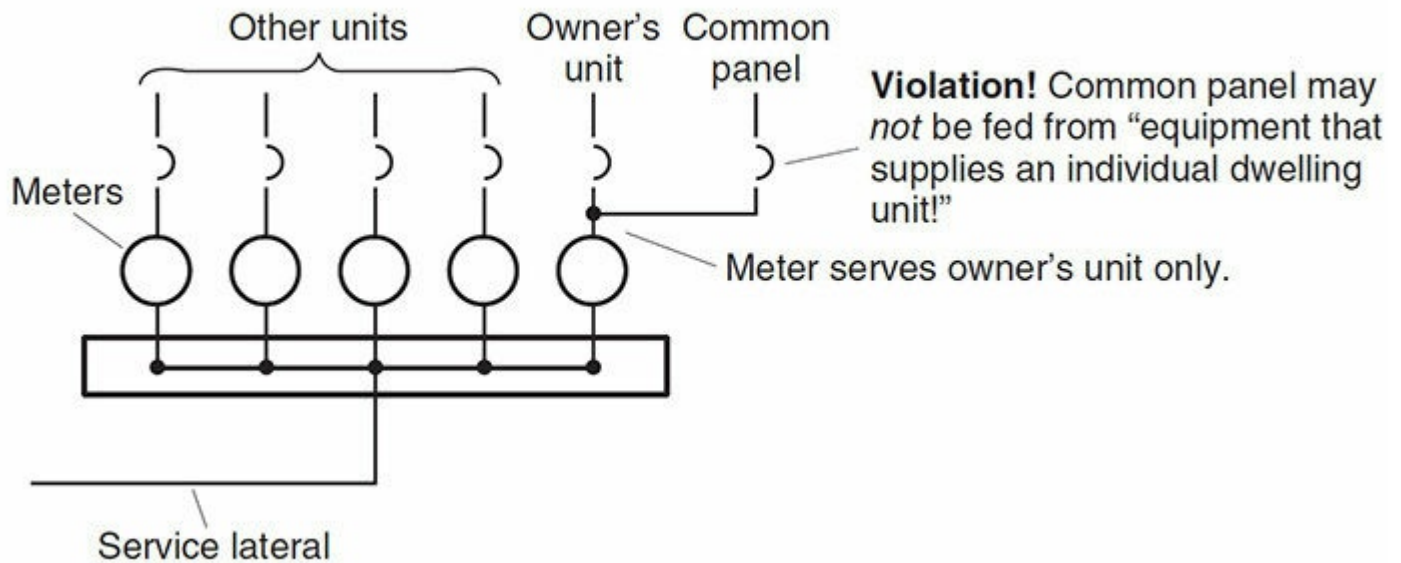 Other units
Owner’s
unit
Common
panel
Violation! Common panel may
not be fed from “equipment that
supplies an individual dwelling
unit!”
Meters
Meter serves owner’s unit only.
Service lateral